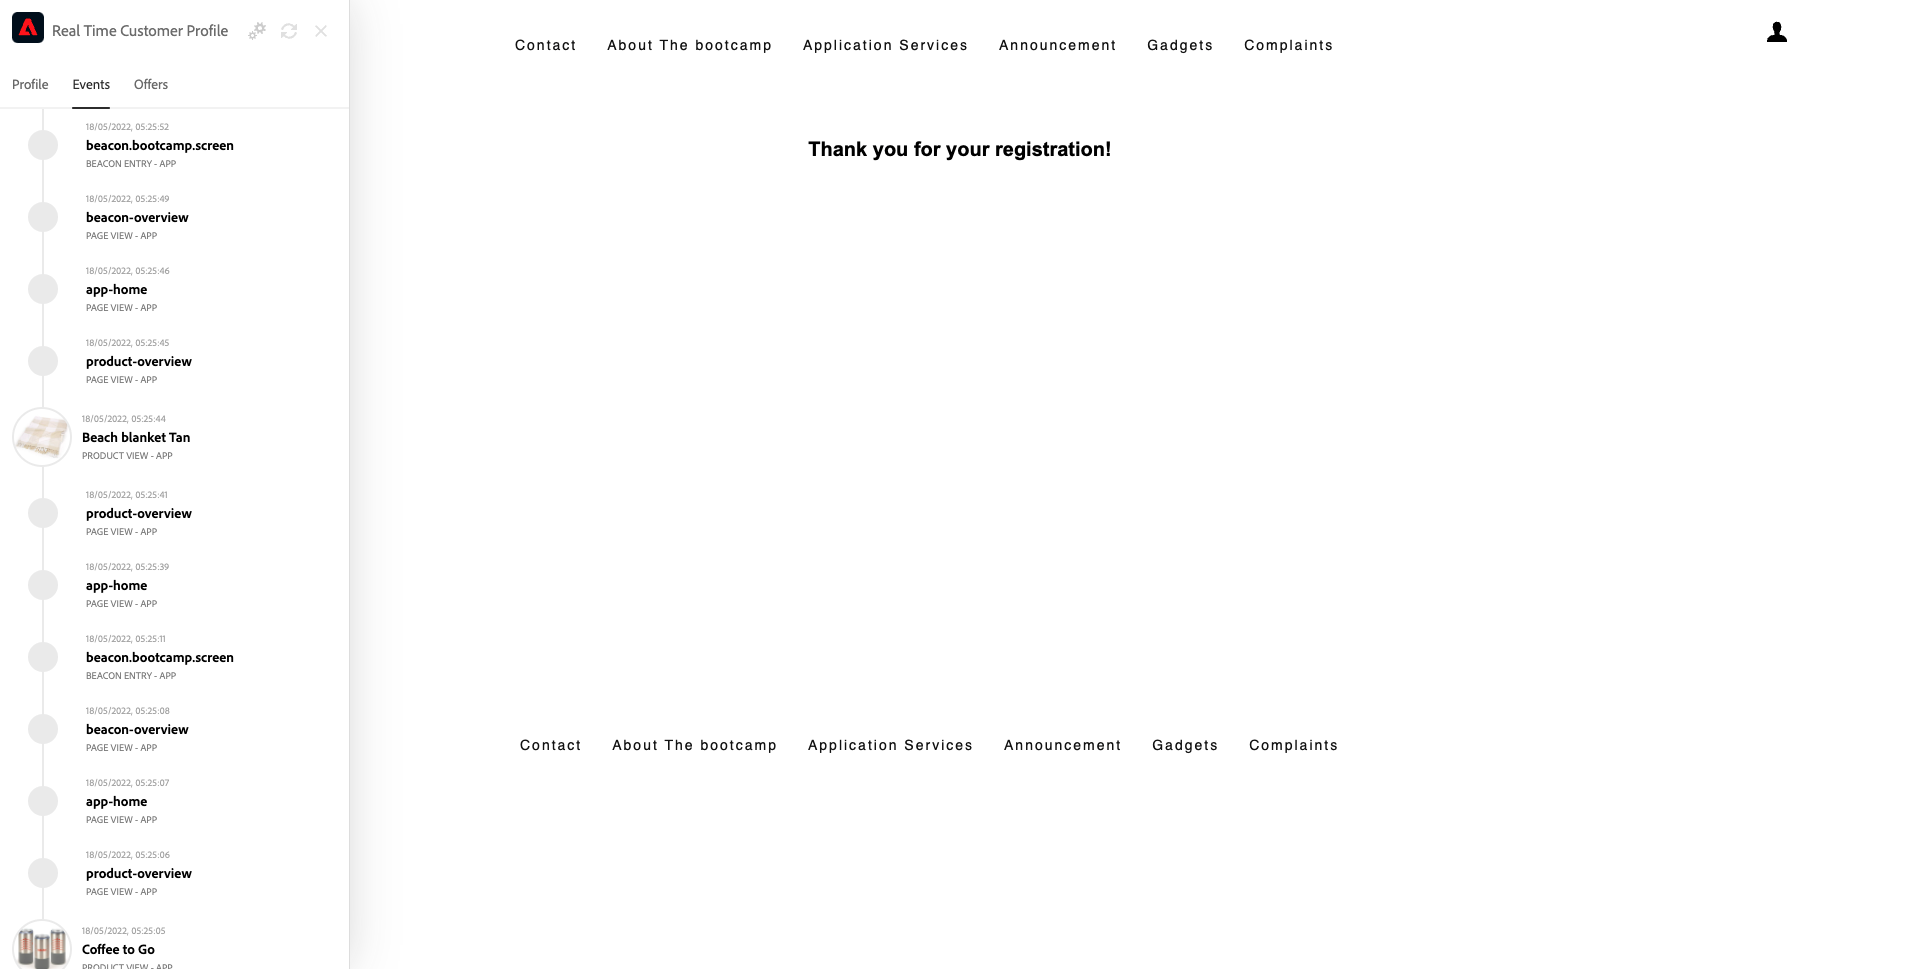 Real Time Customer Profile
Profile
Events
Offers
18/05/2022, 05:25:52
beacon.bootcamp.screen
BEACON ENTRY - APP
18/05/2022, 05:25:49
beacon-overview
PAGE VIEW - APP
18/05/2022, 05:25:46
app-home
PAGE VIEW - APP
18/05/2022, 05:25:45
product-overview
PAGE VIEW - APP
18/05/2022, 05:25:44
Beach blanket Tan
PRODUCT VIEW - APP
18/05/2022, 05:25:41
product-overview
PAGE VIEW - APP
18/05/2022, 05:25:39
app-home
PAGE VIEW - APP
18/05/2022, 05:25:11
beacon.bootcamp.screen
BEACON ENTRY - APP
18/05/2022, 05:25:08
beacon-overview
PAGE VIEW - APP
18/05/2022, 05:25:07
app-home
PAGE VIEW - APP
18/05/2022, 05:25:06
product-overview
PAGE VIEW - APP
18/05/2022, 05:25:05
Coffee to Go
PRODUCT VIEW - APP
Contact About The bootcamp Application Services Announcement Gadgets Complaints
Thank you for your registration!
Contact About The bootcamp Application Services Announcement Gadgets Complaints